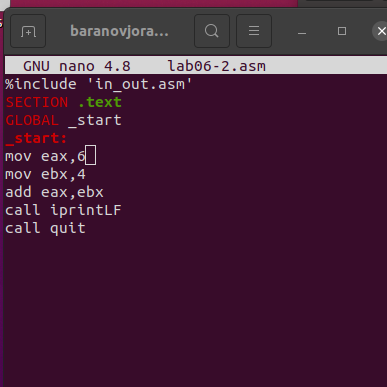 baranovjora...
GNU nano 4.8 lab06-2.asm
%include 'in_out.asm'
SECTION .text
GLOBAL _start
_start:
mov eax,6
mov ebx,4
add eax,ebx
call iprintLF
call quit